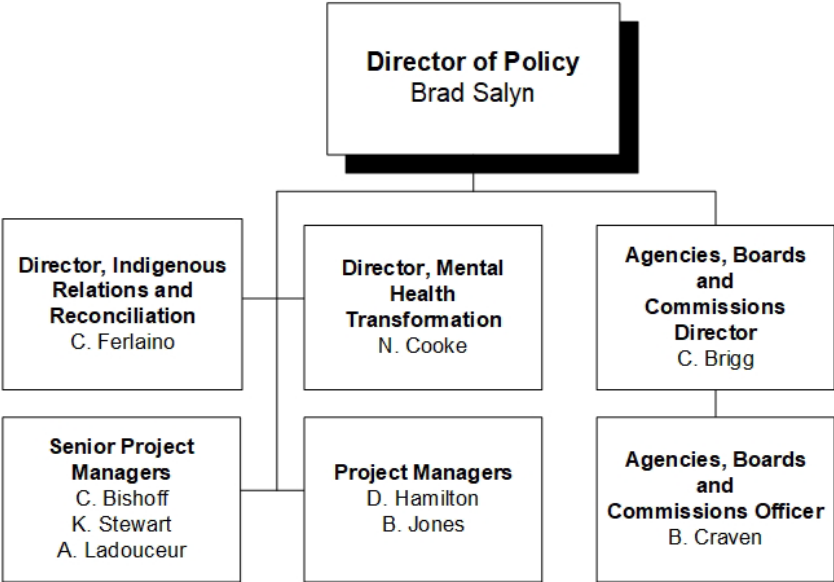 Director of Policy
Brad Salyn
Director, Indigenous
Relations and
Reconciliation
C. Ferlaino
Director, Mental
Health
Transformation
N. Cooke
Agencies, Boards
and
Commissions
Director
C. Brigg
Senior Project
Managers
C. Bishoff
K. Stewart
A. Ladouceur
Project Managers
D. Hamilton
B. Jones
Agencies, Boards
and
Commissions Officer
B. Craven